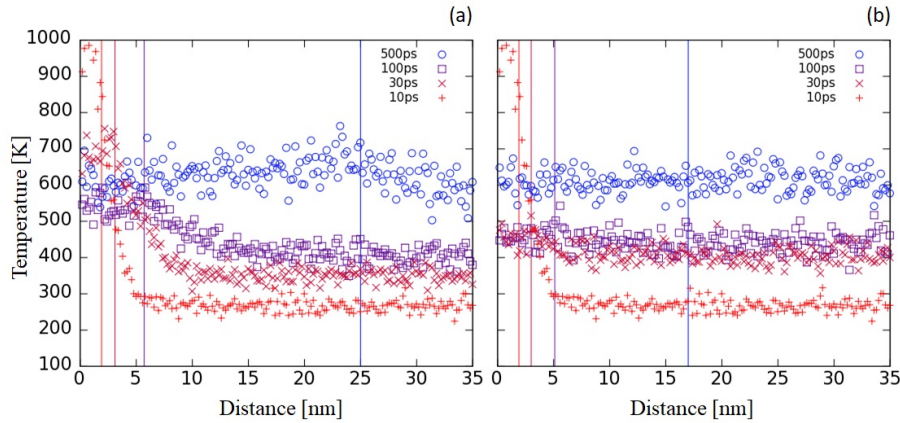 (a)
1000
900
800
700
600
500
400
300
200
100
Temperature [K]
0 5 10 15 20 25 30 35
Distance [nm]
500ps
100ps
30ps
10ps
(b)
500ps
100ps
30ps
10ps
0 5 10 15 20 25 30 35
Distance [nm]